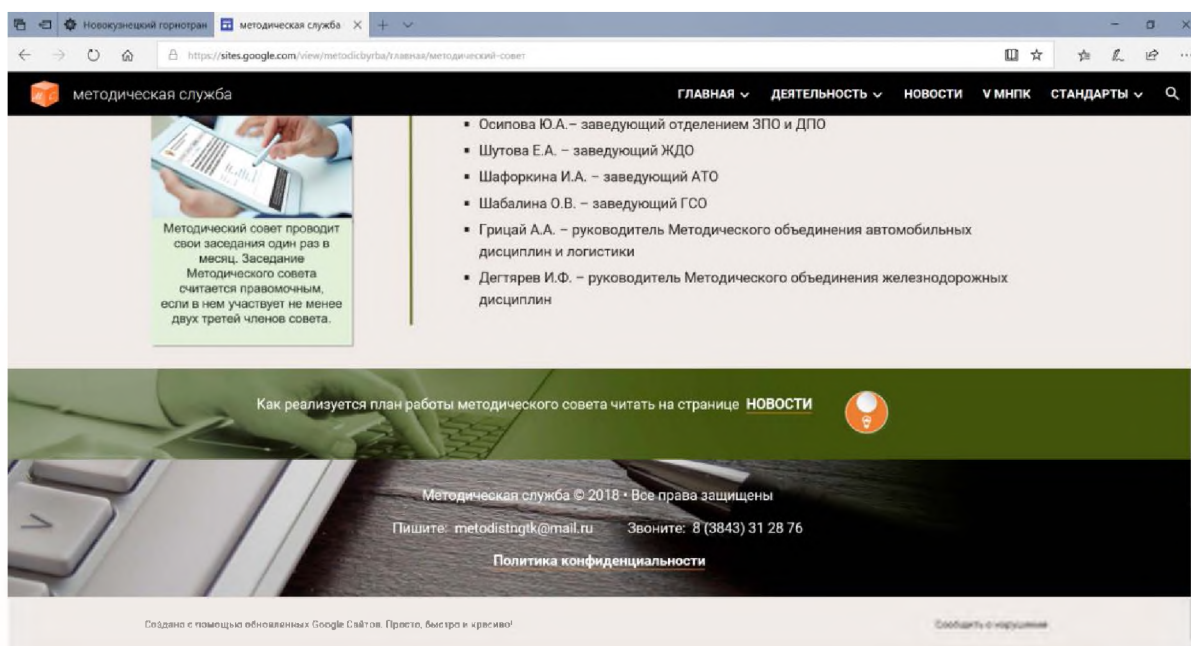 Новокузнецкий горнотран
методическая служба
https://sites.google.com/view/metodicbyrba/главная/методический-совет
методическая служба
ГЛАВНАЯ ДЕЯТЕЛЬНОСТЬ НОВОСТИ V МНПК СТАНДАРТЫ
Методический совет проводит
свои заседания один раз в
месяц. Заседание
Методического совета
считается правомочным,
если в нем участвует не менее
двух третей членов совета.
▪ Осипова Ю.А.– заведующий отделением ЗПО и ДПО
▪ Шутова Е.А. – заведующий ЖДО
▪ Шафоркина И.А. – заведующий АТО
▪ Шабалина О.В. – заведующий ГСО
▪ Грицай А.А. – руководитель Методического объединения автомобильных
дисциплин и логистики
▪ Дегтярев И.Ф. – руководитель Методического объединения железнодорожных
дисциплин
Как реализуется план работы методического совета читать на странице НОВОСТИ
Методическая служба © 2018 • Все права защищены
Пишите: metodistngtk@mail.ru Звоните: 8 (3843) 31 28 76
Политика конфиденциальности
Создано с помощью обновленных Google Сайтов. Просто, быстро и красиво!
Сообщить о нарушении